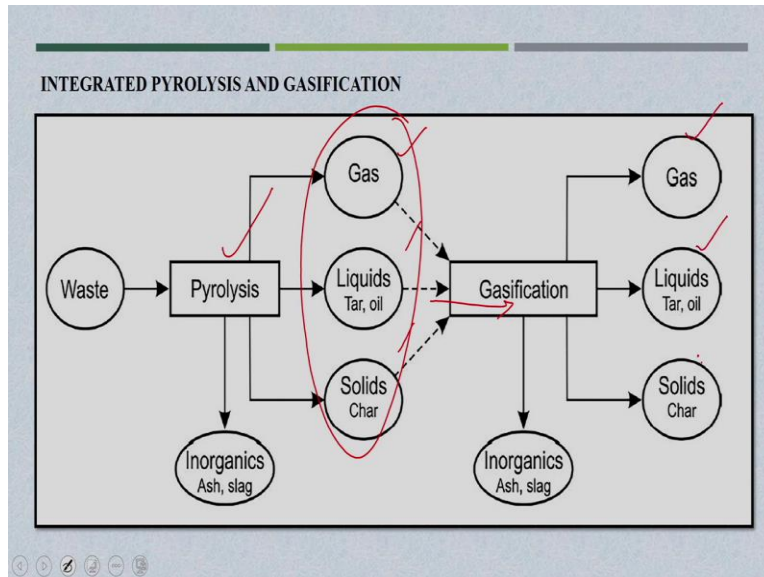 INTEGRATED PYROLYSIS AND GASIFICATION
Gas
Gas
Waste
Pyrolysis
Liquids
Tar, oil
Gasification
Liquids
Tar, oil
Solids
Char
Solids
Char
Inorganics
Ash, slag
Inorganics
Ash, slag